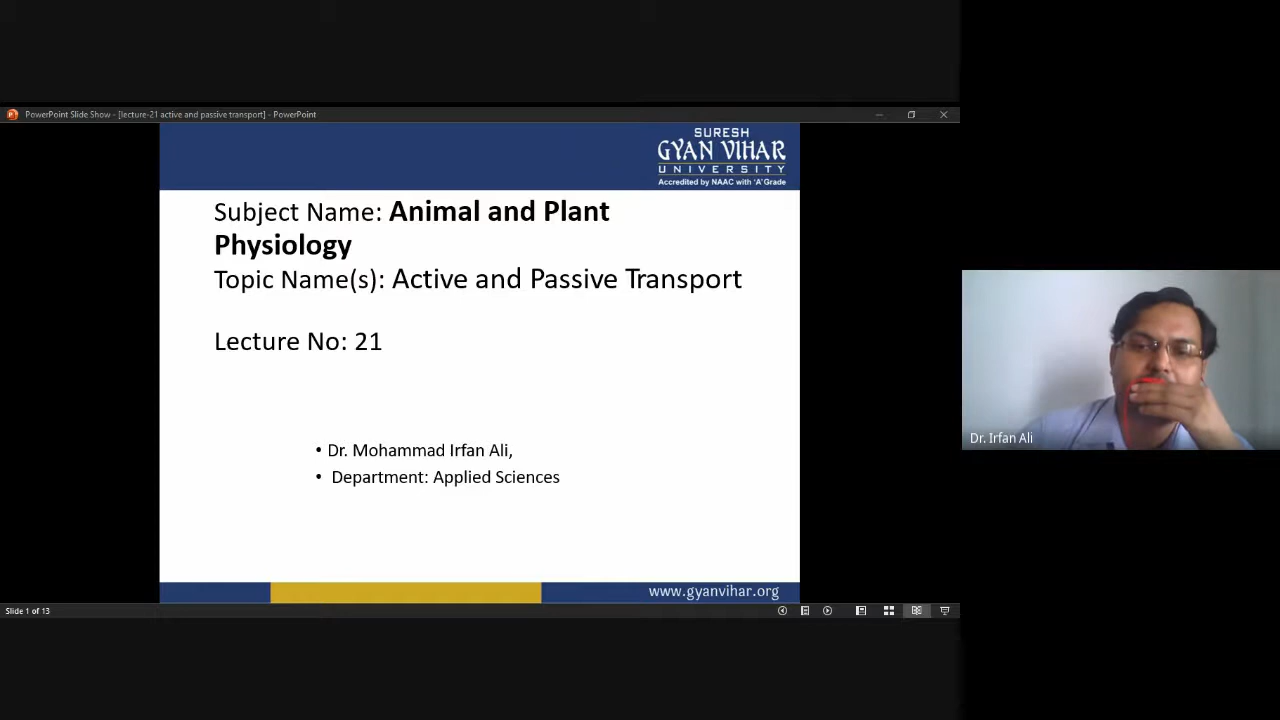 PowerPoint Slide Show - [lecture-21 active and passive transport] - PowerPoint
SURESH
GYAN VIHAR
UNIVERSITY
Accredited by NAAC with 'A' Grade
Subject Name: Animal and Plant
Physiology
Topic Name(s): Active and Passive Transport
Lecture No: 21
• Dr. Mohammad Irfan Ali,
• Department: Applied Sciences
www.gyanvihar.org
Slide 1 of 13
Dr. Irfan Ali